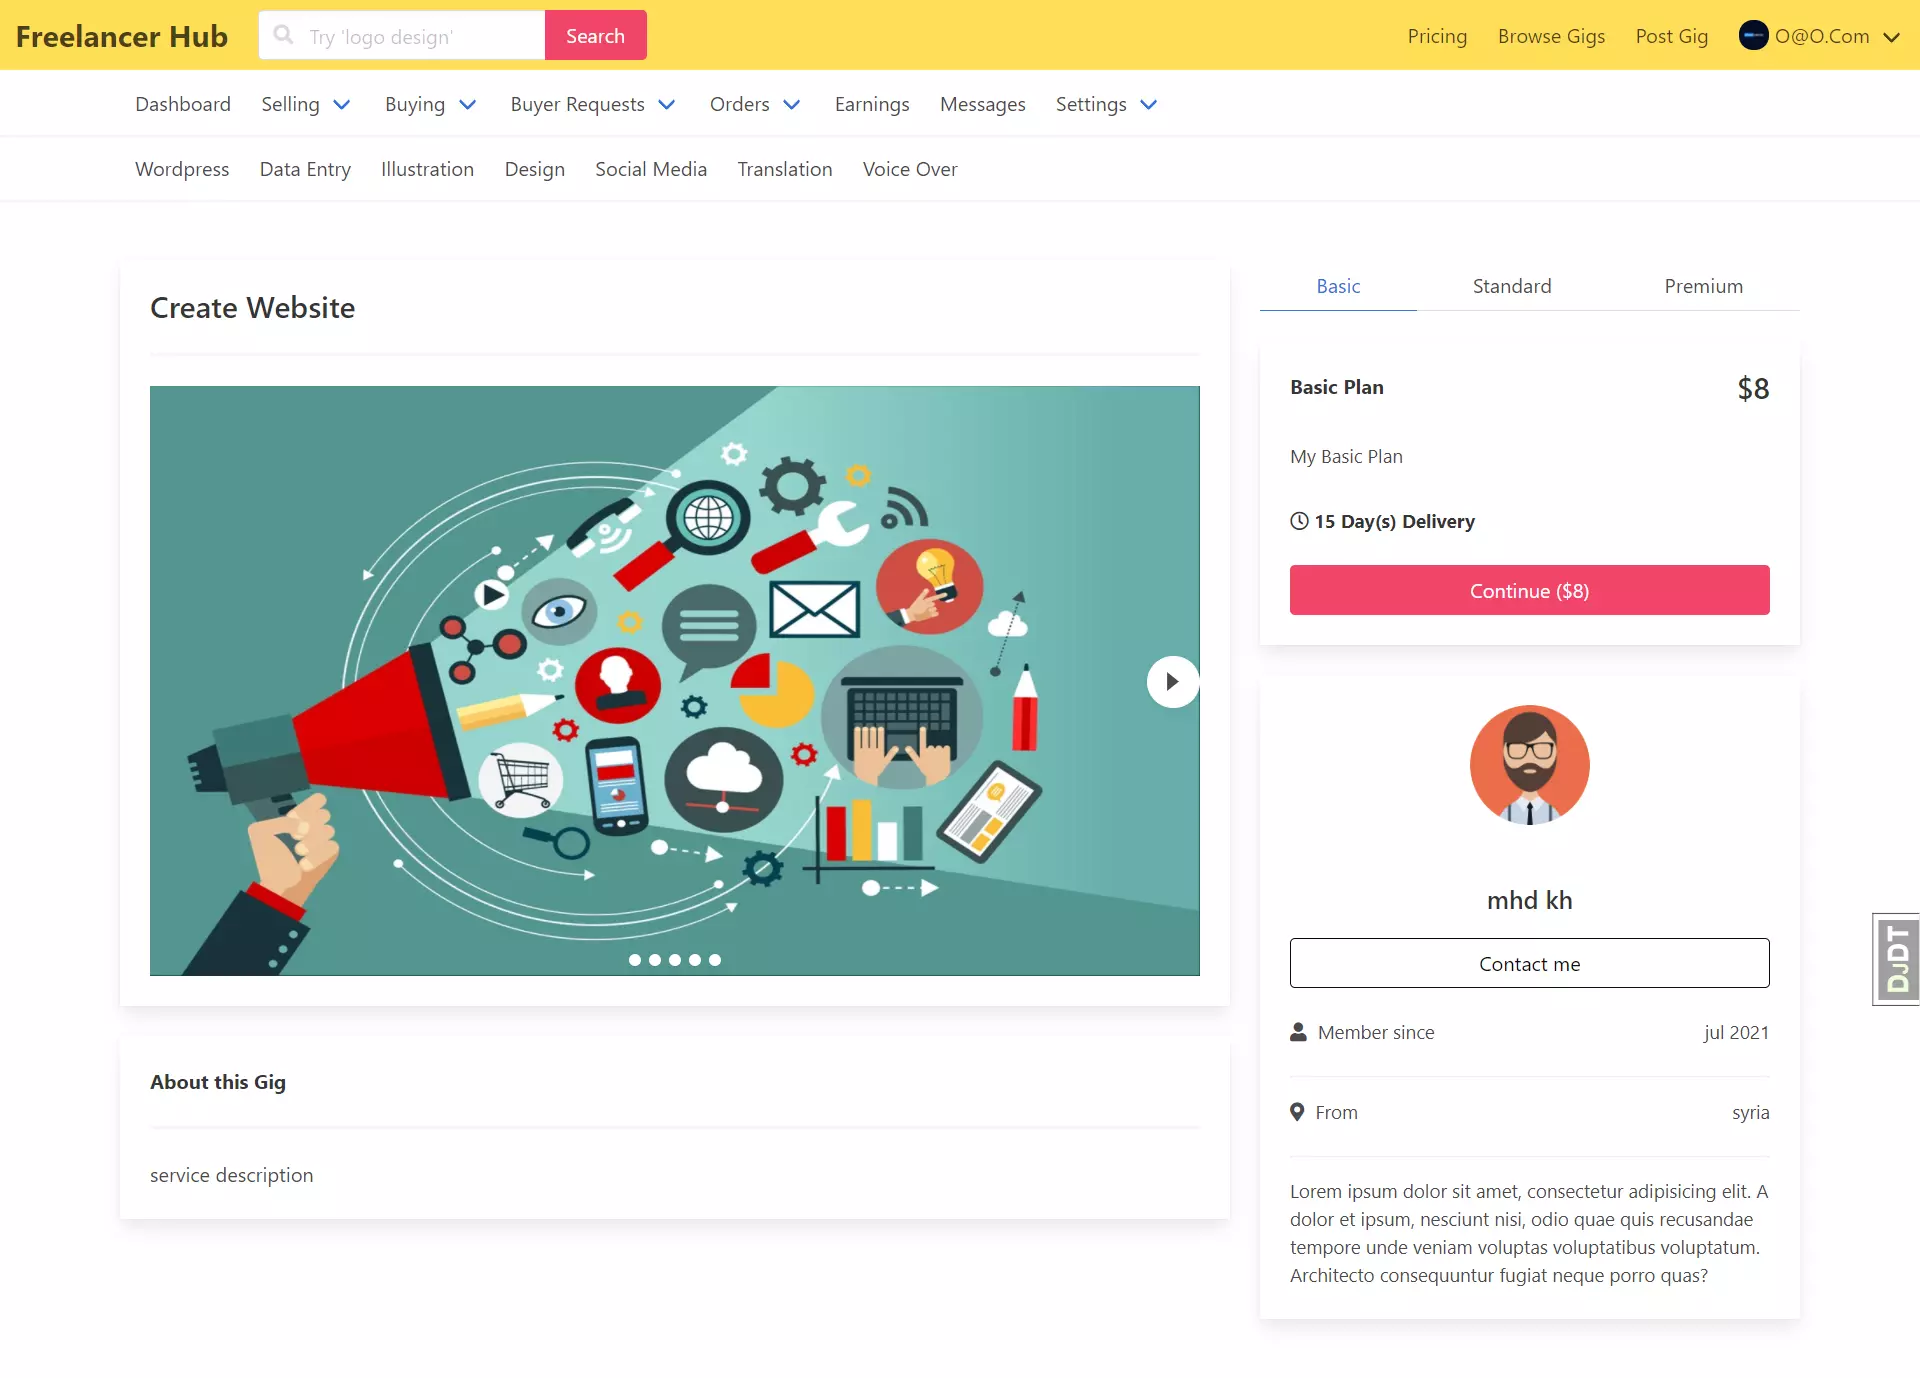 Freelancer Hub
Try 'logo design'
Search
Pricing
Browse Gigs
Post Gig
O@O.Com
Dashboard
Selling
Buying
Buyer Requests
Orders
Earnings
Messages
Settings
Wordpress
Data Entry
Illustration
Design
Social Media
Translation
Voice Over
Create Website
Basic
Standard
Premium
Basic Plan
$8
My Basic Plan
15 Day(s) Delivery
Continue ($8)
mhd kh
Contact me
Member since
jul 2021
From
syria
Lorem ipsum dolor sit amet, consectetur adipisicing elit. A
dolor et ipsum, nesciunt nisi, odio quae quis recusandae
tempore unde veniam voluptas voluptatibus voluptatum.
Architecto consequuntur fugiat neque porro quas?
About this Gig
service description
DJDT